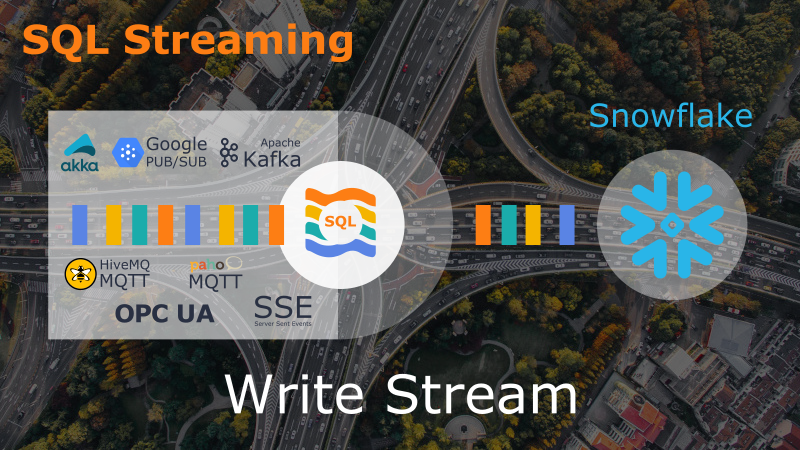 SQL Streaming
Snowflake
akka
Google
PUB/SUB
Apache
Kafka
SQL
HiveMQ
MQTT
paho
MQTT
OPC UA
SSE
Server Sent Events
Write Stream